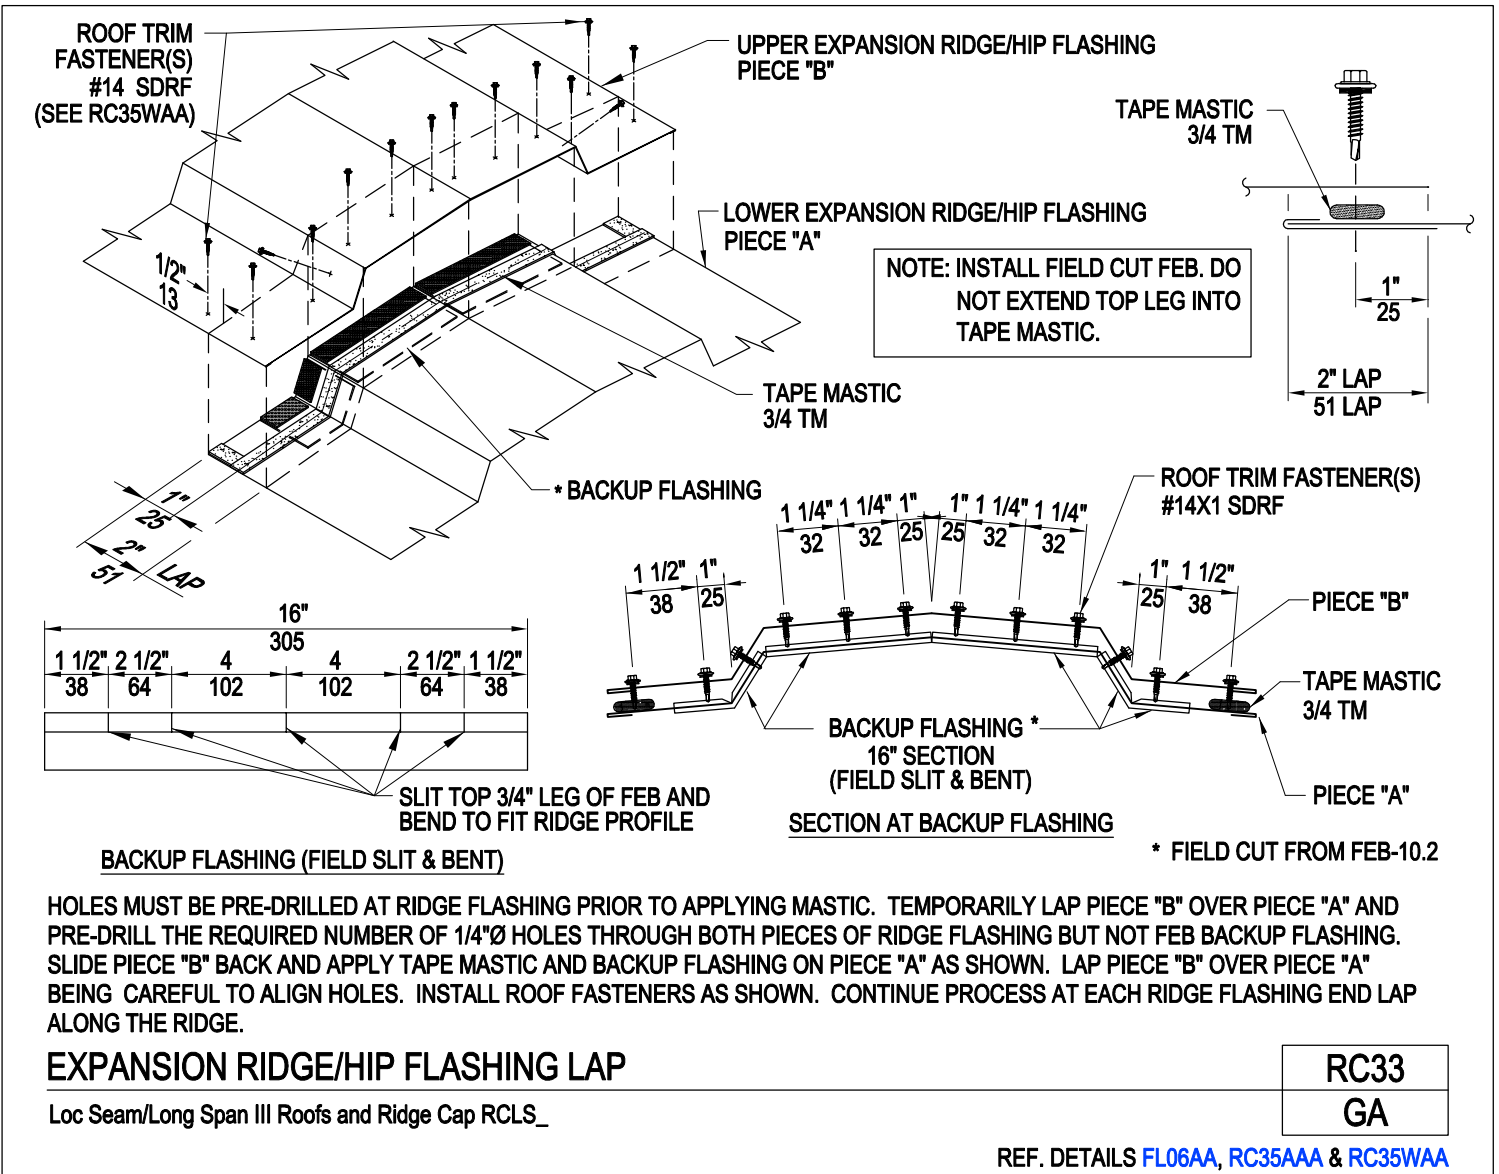 ROOF TRIM
FASTENER(S)
#14 SDRF
(SEE RC35WAA)
UPPER EXPANSION RIDGE/HIP FLASHING
PIECE "B"
TAPE MASTIC
3/4 TM
LOWER EXPANSION RIDGE/HIP FLASHING
PIECE "A"
NOTE: INSTALL FIELD CUT FEB. DO
NOT EXTEND TOP LEG INTO
TAPE MASTIC.
1/2"
13
1"
25
2" LAP
51 LAP
TAPE MASTIC
3/4 TM
* BACKUP FLASHING
1"
25
2"
51
LAP
ROOF TRIM FASTENER(S)
#14X1 SDRF
1 1/4" 1 1/4" 1" 1" 1 1/4" 1 1/4"
32 32 25 25 32 32
1 1/2" 1" 1" 1 1/2"
38 25 25 38
PIECE "B"
TAPE MASTIC
3/4 TM
BACKUP FLASHING *
16" SECTION
(FIELD SLIT & BENT)
PIECE "A"
SECTION AT BACKUP FLASHING
* FIELD CUT FROM FEB-10.2
16"
305
1 1/2" 2 1/2" 4 4 2 1/2" 1 1/2"
38 64 102 102 64 38
SLIT TOP 3/4" LEG OF FEB AND
BEND TO FIT RIDGE PROFILE
BACKUP FLASHING (FIELD SLIT & BENT)
HOLES MUST BE PRE-DRILLED AT RIDGE FLASHING PRIOR TO APPLYING MASTIC. TEMPORARILY LAP PIECE "B" OVER PIECE "A" AND
PRE-DRILL THE REQUIRED NUMBER OF 1/4"Ø HOLES THROUGH BOTH PIECES OF RIDGE FLASHING BUT NOT FEB BACKUP FLASHING.
SLIDE PIECE "B" BACK AND APPLY TAPE MASTIC AND BACKUP FLASHING ON PIECE "A" AS SHOWN. LAP PIECE "B" OVER PIECE "A"
BEING CAREFUL TO ALIGN HOLES. INSTALL ROOF FASTENERS AS SHOWN. CONTINUE PROCESS AT EACH RIDGE FLASHING END LAP
ALONG THE RIDGE.
EXPANSION RIDGE/HIP FLASHING LAP
RC33
Loc Seam/Long Span III Roofs and Ridge Cap RCLS_
GA
REF. DETAILS FL06AA, RC35AAA & RC35WAA